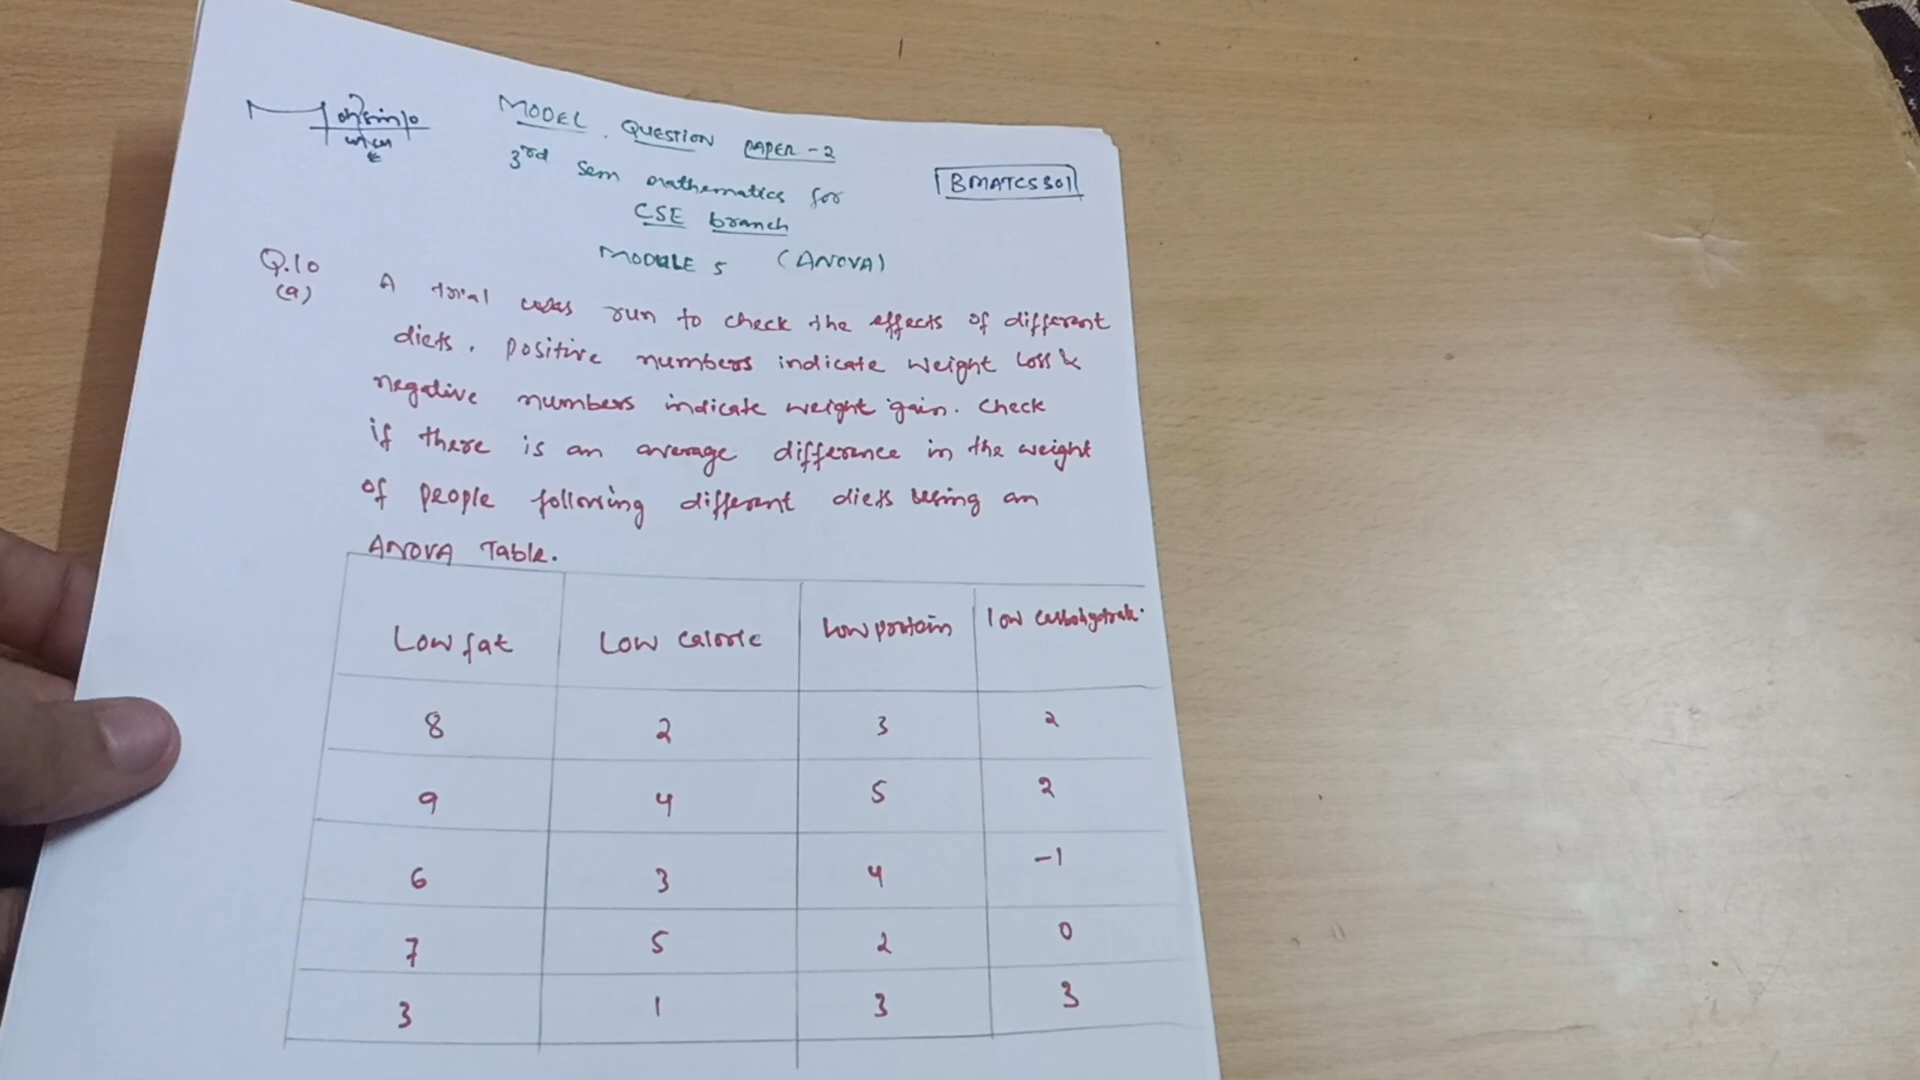 MODEL QUESTION PAPER - 2
3rd Sem mathematics for
CSE branch
BMATCS301
MODULE 5 (ANOVA)
Q.10
(a)
A trial was run to check the effects of different
diets. Positive numbers indicate weight loss &
negative numbers indicate weight gain. Check
if there is an average difference in the weight
of people following different diets using an
ANOVA Table.
Low fat Low calorie Low protein low carbohydrate.
8 2 3 2
9 4 5 2
6 3 4 -1
7 5 2 0
3 1 3 3